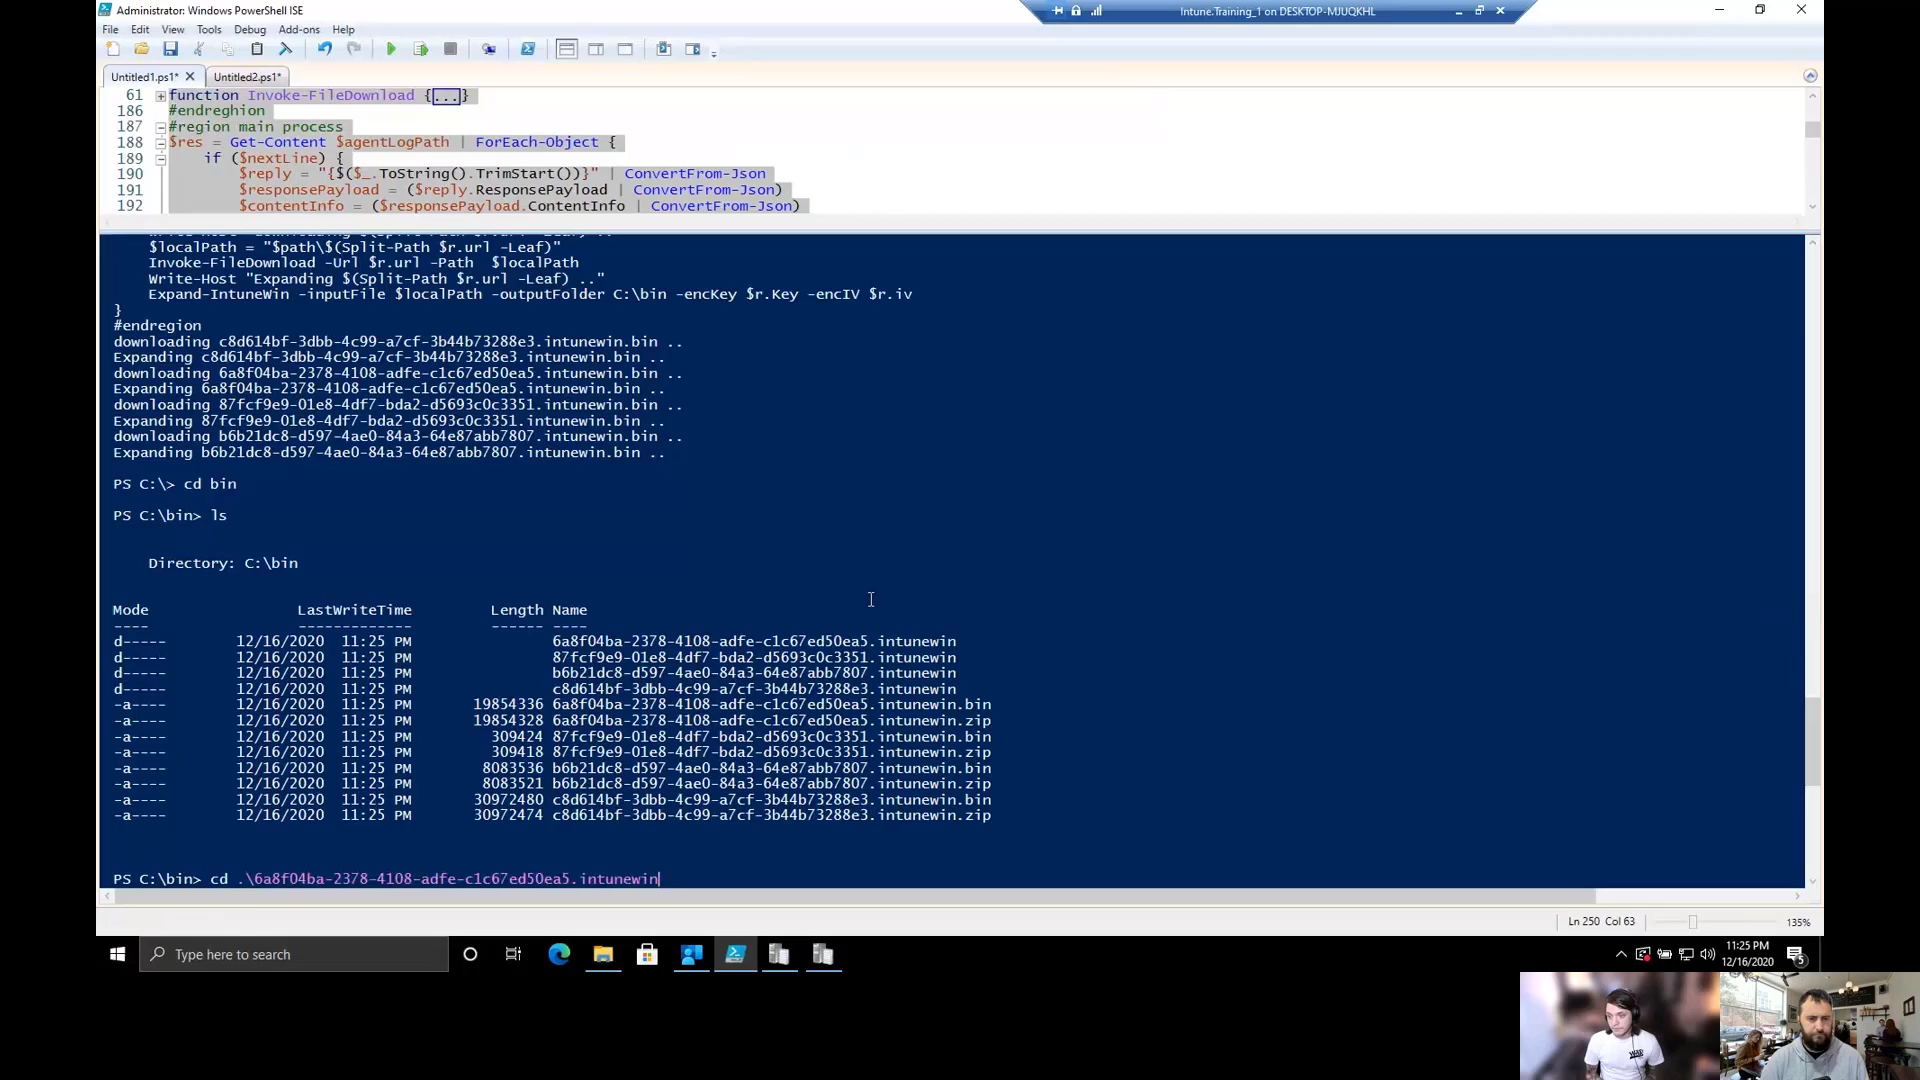 Administrator: Windows PowerShell ISE
Intune.Training_1 on DESKTOP-MJUQKHL
File Edit View Tools Debug Add-ons Help
Untitled1.ps1* X Untitled2.ps1*
61 function Invoke-FileDownload {...}
186 #endreghion
187 #region main process
188 $res = Get-Content $agentLogPath | ForEach-Object {
189 if ($nextLine) {
190 $reply = "{$($_.ToString().TrimStart())}" | ConvertFrom-Json
191 $responsePayload = ($reply.ResponsePayload | ConvertFrom-Json)
192 $contentInfo = ($responsePayload.ContentInfo | ConvertFrom-Json)
$localPath = "$path\$(Split-Path $r.url -Leaf)"
Invoke-FileDownload -Url $r.url -Path $localPath
Write-Host "Expanding $(Split-Path $r.url -Leaf) .."
Expand-IntuneWin -inputFile $localPath -outputFolder C:\bin -encKey $r.Key -encIV $r.iv
}
#endregion
downloading c8d614bf-3dbb-4c99-a7cf-3b44b73288e3.intunewin.bin ..
Expanding c8d614bf-3dbb-4c99-a7cf-3b44b73288e3.intunewin.bin ..
downloading 6a8f04ba-2378-4108-adfe-c1c67ed50ea5.intunewin.bin ..
Expanding 6a8f04ba-2378-4108-adfe-c1c67ed50ea5.intunewin.bin ..
downloading 87fcf9e9-01e8-4df7-bda2-d5693c0c3351.intunewin.bin ..
Expanding 87fcf9e9-01e8-4df7-bda2-d5693c0c3351.intunewin.bin ..
downloading b6b21dc8-d597-4ae0-84a3-64e87abb7807.intunewin.bin ..
Expanding b6b21dc8-d597-4ae0-84a3-64e87abb7807.intunewin.bin ..
PS C:\> cd bin
PS C:\bin> ls
Directory: C:\bin
Mode LastWriteTime Length Name
---- ------------- ------ ----
d----- 12/16/2020 11:25 PM 6a8f04ba-2378-4108-adfe-c1c67ed50ea5.intunewin
d----- 12/16/2020 11:25 PM 87fcf9e9-01e8-4df7-bda2-d5693c0c3351.intunewin
d----- 12/16/2020 11:25 PM b6b21dc8-d597-4ae0-84a3-64e87abb7807.intunewin
d----- 12/16/2020 11:25 PM c8d614bf-3dbb-4c99-a7cf-3b44b73288e3.intunewin
-a---- 12/16/2020 11:25 PM 19854336 6a8f04ba-2378-4108-adfe-c1c67ed50ea5.intunewin.bin
-a---- 12/16/2020 11:25 PM 19854328 6a8f04ba-2378-4108-adfe-c1c67ed50ea5.intunewin.zip
-a---- 12/16/2020 11:25 PM 309424 87fcf9e9-01e8-4df7-bda2-d5693c0c3351.intunewin.bin
-a---- 12/16/2020 11:25 PM 309418 87fcf9e9-01e8-4df7-bda2-d5693c0c3351.intunewin.zip
-a---- 12/16/2020 11:25 PM 8083536 b6b21dc8-d597-4ae0-84a3-64e87abb7807.intunewin.bin
-a---- 12/16/2020 11:25 PM 8083521 b6b21dc8-d597-4ae0-84a3-64e87abb7807.intunewin.zip
-a---- 12/16/2020 11:25 PM 30972480 c8d614bf-3dbb-4c99-a7cf-3b44b73288e3.intunewin.bin
-a---- 12/16/2020 11:25 PM 30972474 c8d614bf-3dbb-4c99-a7cf-3b44b73288e3.intunewin.zip
PS C:\bin> cd .\6a8f04ba-2378-4108-adfe-c1c67ed50ea5.intunewin
Ln 250 Col 63 135%
Type here to search
11:25 PM
12/16/2020
5